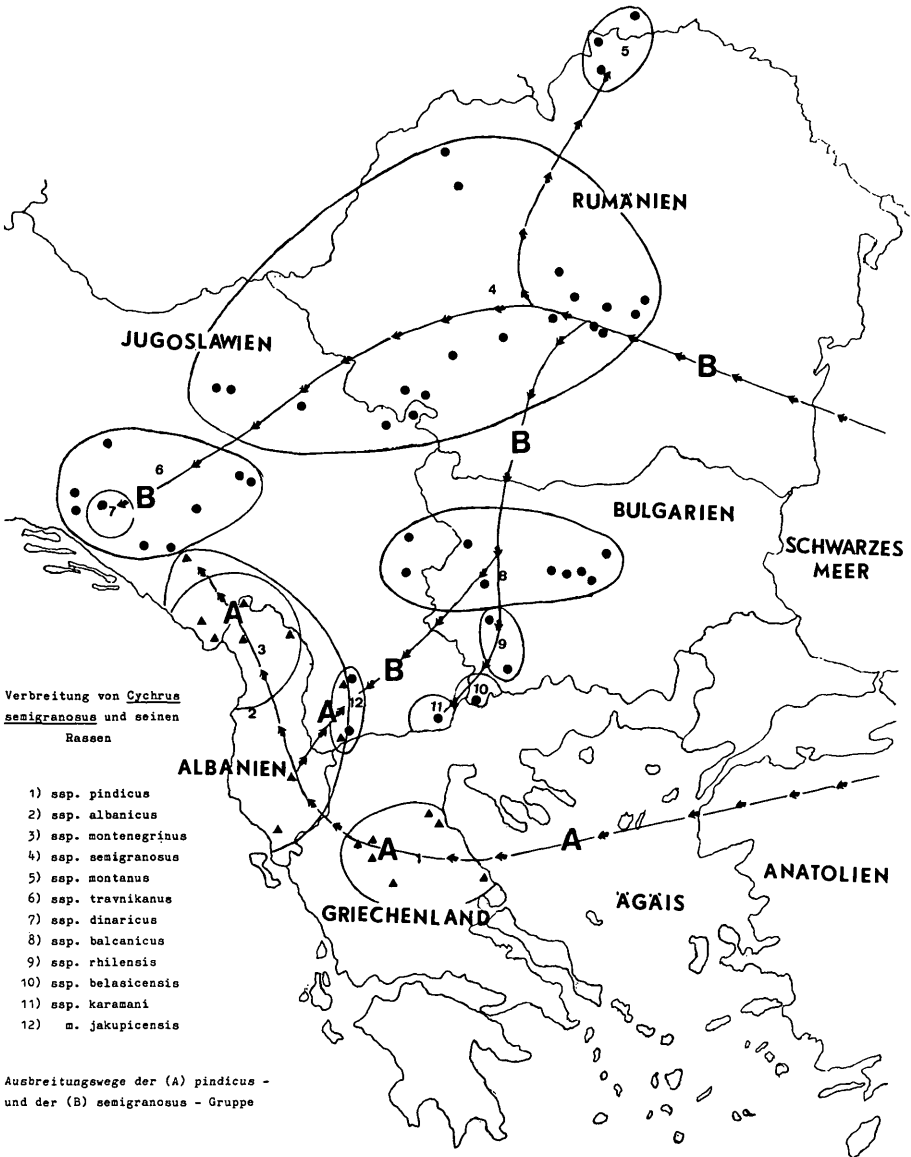 5
RUMÄNIEN
4
JUGOSLAWIEN
B
B
6
B
7
BULGARIEN
SCHWARZES
MEER
8
A
3
9
B
10
12
11
2
A
Verbreitung von Cychrus
semigranosus und seinen
Rassen
ALBANIEN
1) ssp. pindicus
2) ssp. albanicus
3) ssp. montenegrinus
4) ssp. semigranosus
5) ssp. montanus
6) ssp. travnikanus
7) ssp. dinaricus
8) ssp. balcanicus
9) ssp. rhilensis
10) ssp. belasicensis
11) ssp. karamani
12) m. jakupicensis
A
A
1
ANATOLIEN
ÄGÄIS
GRIECHENLAND
Ausbreitungswege der (A) pindicus -
und der (B) semigranosus - Gruppe